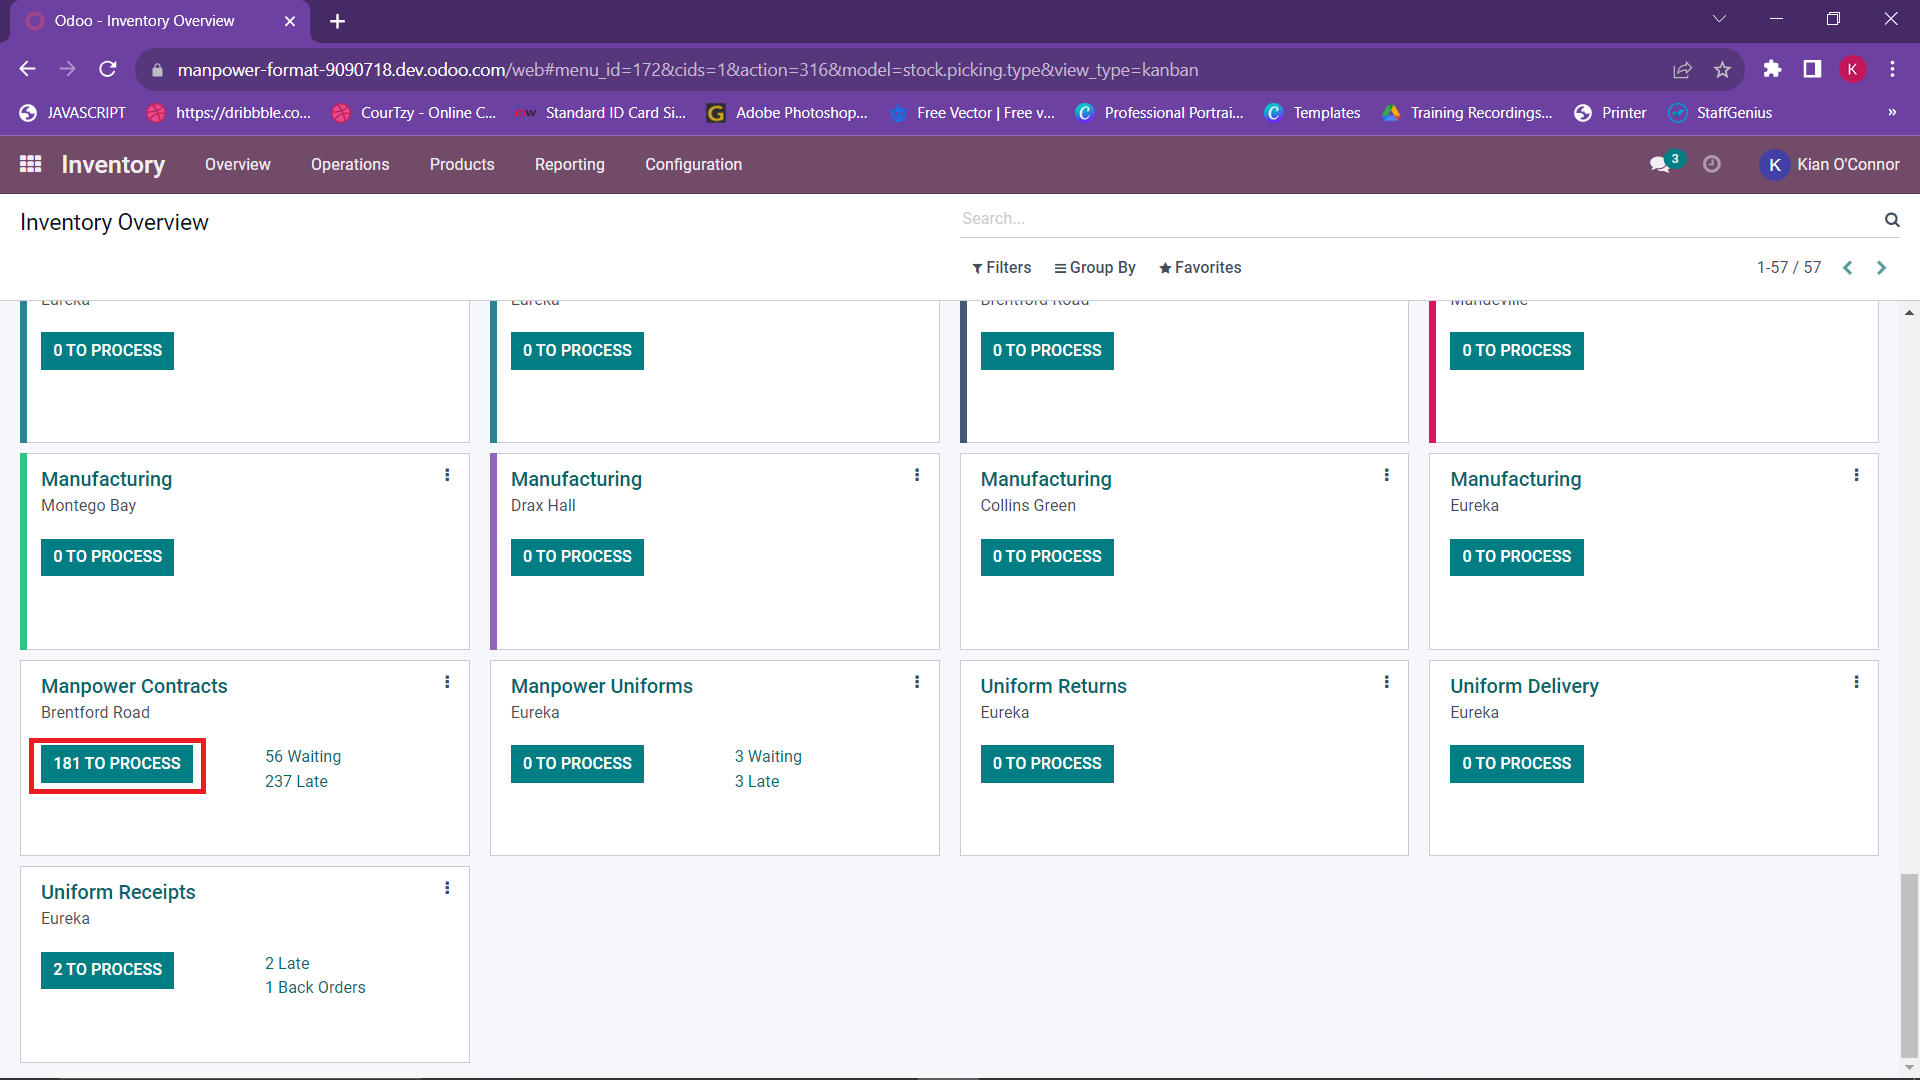 Odoo - Inventory Overview
manpower-format-9090718.dev.odoo.com/web#menu_id=172&cids=1&action=316&model=stock.picking.type&view_type=kanban
K
JAVASCRIPT https://dribbble.co... CourTzy - Online C... Standard ID Card Si... Adobe Photoshop... Free Vector | Free v... Professional Portrai... Templates Training Recordings... Printer StaffGenius »
Inventory Overview Operations Products Reporting Configuration 3 K Kian O'Connor
Inventory Overview
Search...
Filters Group By Favorites 1-57 / 57
Eureka Eureka Brentford Road Mandeville
0 TO PROCESS 0 TO PROCESS 0 TO PROCESS 0 TO PROCESS
Manufacturing Manufacturing Manufacturing Manufacturing
Montego Bay Drax Hall Collins Green Eureka
0 TO PROCESS 0 TO PROCESS 0 TO PROCESS 0 TO PROCESS
Manpower Contracts
Brentford Road
181 TO PROCESS
56 Waiting
237 Late
Manpower Uniforms
Eureka
0 TO PROCESS
3 Waiting
3 Late
Uniform Returns
Eureka
0 TO PROCESS
Uniform Delivery
Eureka
0 TO PROCESS
Uniform Receipts
Eureka
2 TO PROCESS
2 Late
1 Back Orders